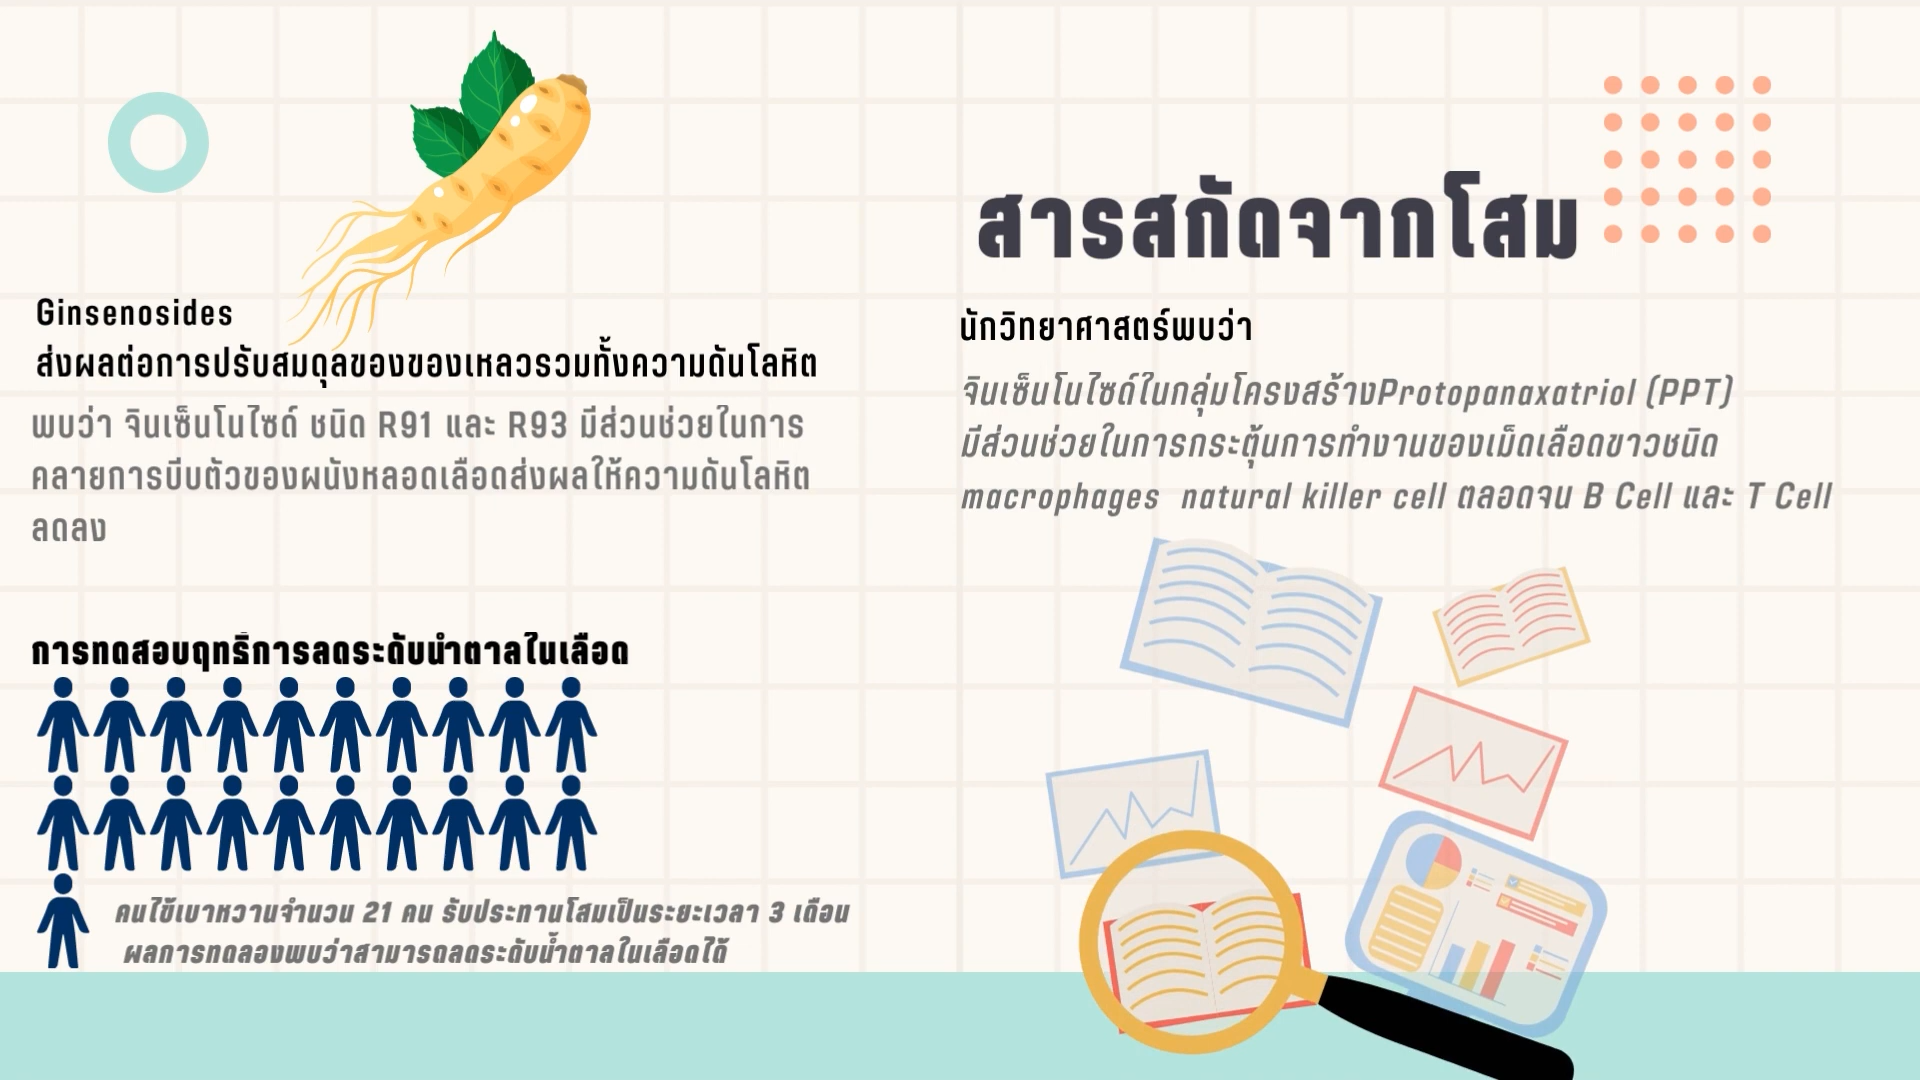 สารสกัดจากโสม
Ginsenosides
ส่งผลต่อการปรับสมดุลของของเหลวรวมทั้งความดันโลหิต
พบว่า จินเซ็นโนไซด์ ชนิด R91 และ R93 มีส่วนช่วยในการ
คลายการบีบตัวของผนังหลอดเลือดส่งผลให้ความดันโลหิต
ลดลง
การทดสอบฤทธิ์การลดระดับน้ำตาลในเลือด
คนไข้เบาหวานจำนวน 21 คน รับประทานโสมเป็นระยะเวลา 3 เดือน
ผลการทดลองพบว่าสามารถลดระดับน้ำตาลในเลือดได้
นักวิทยาศาสตร์พบว่า
จินเซ็นโนไซด์ในกลุ่มโครงสร้างProtopanaxatriol (PPT)
มีส่วนช่วยในการกระตุ้นการทำงานของเม็ดเลือดขาวชนิด
macrophages natural killer cell ตลอดจน B Cell และ T Cell